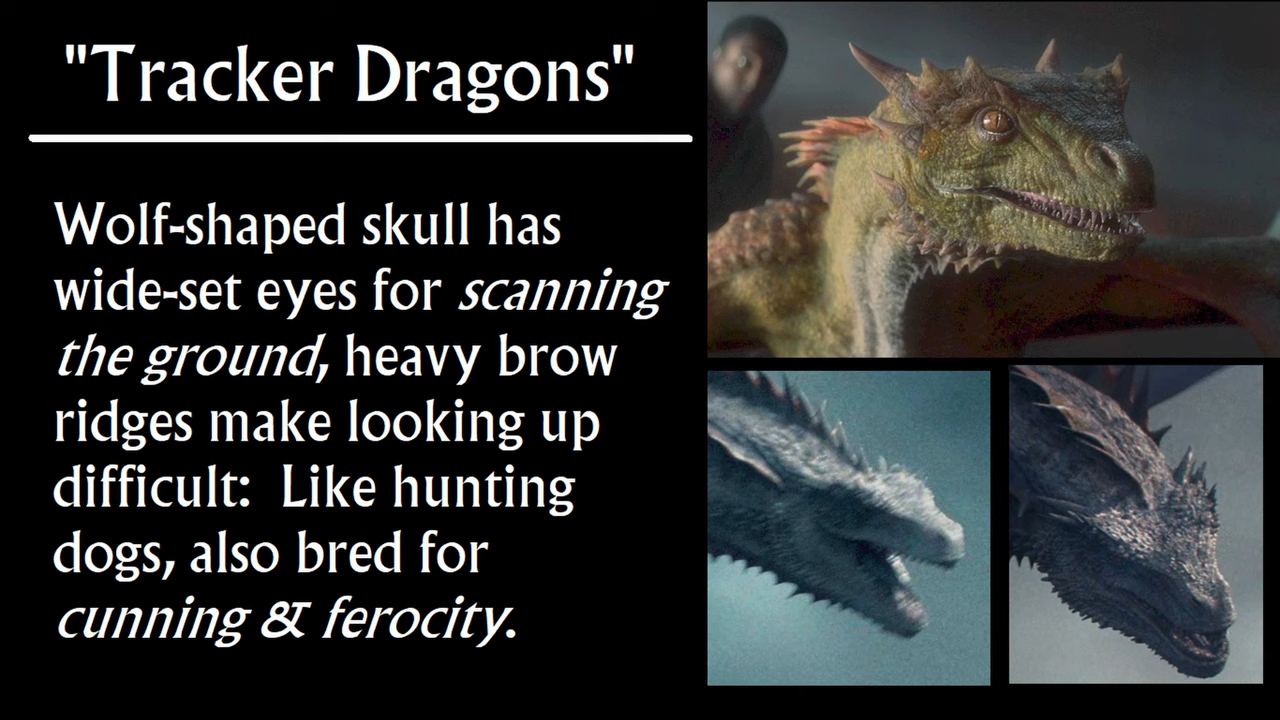 "Tracker Dragons"
Wolf-shaped skull has
wide-set eyes for scanning
the ground, heavy brow
ridges make looking up
difficult:  Like hunting
dogs, also bred for
cunning & ferocity.